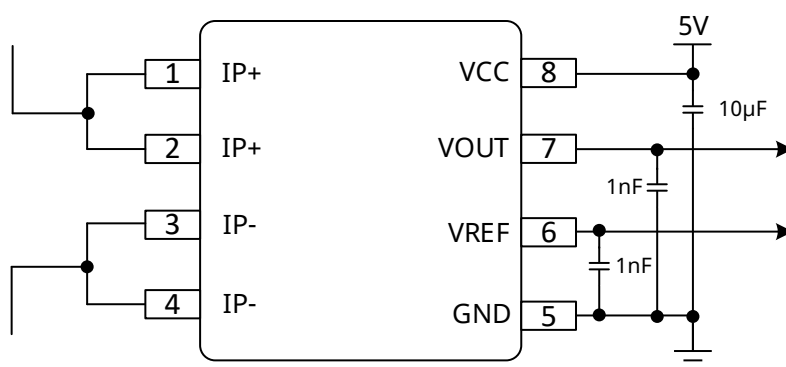 5V
1 IP+ VCC 8
10µF
2 IP+ VOUT 7
1nF
3 IP- VREF 6
1nF
4 IP- GND 5